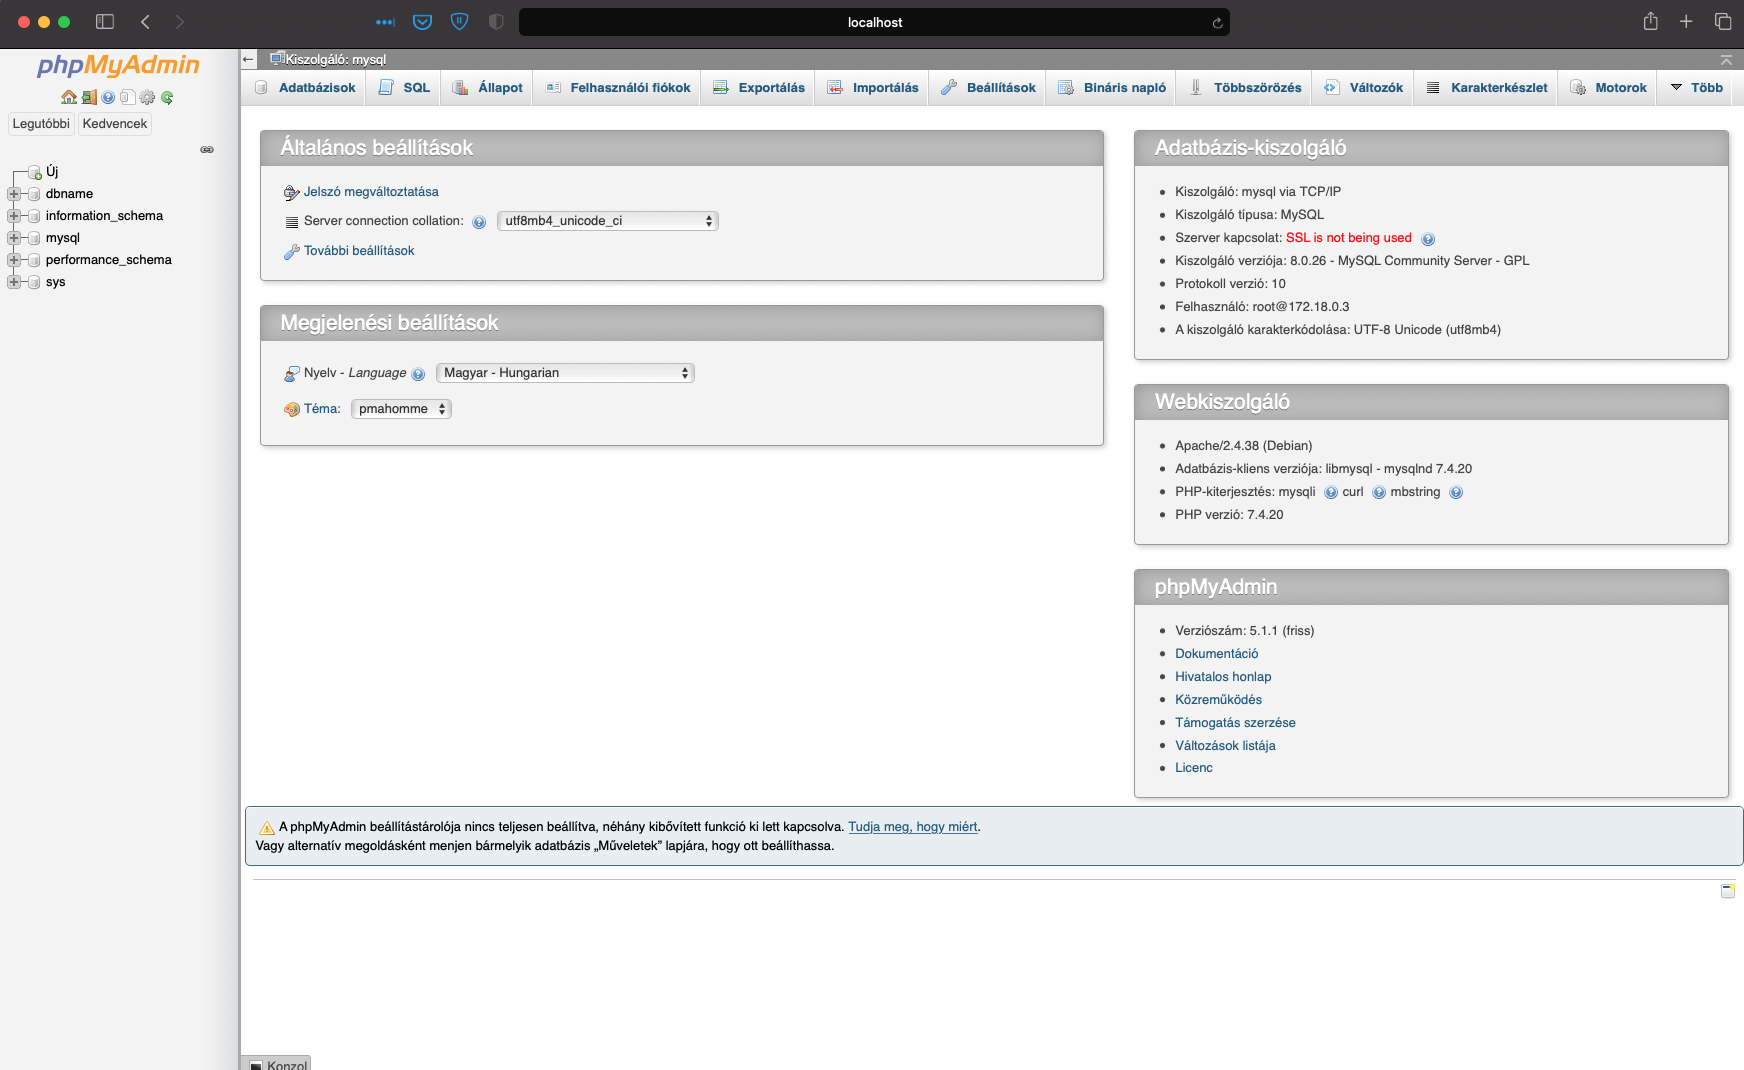 localhost
phpMyAdmin
Legutóbbi Kedvencek
Új
dbname
information_schema
mysql
performance_schema
sys
Kiszolgáló: mysql
Adatbázisok SQL Állapot Felhasználói fiókok Exportálás Importálás Beállítások Bináris napló Többszörözés Változók Karakterkészlet Motorok Több
Általános beállítások
Jelszó megváltoztatása
Server connection collation: utf8mb4_unicode_ci
További beállítások
Megjelenési beállítások
Nyelv - Language Magyar - Hungarian
Téma: pmahomme
Adatbázis-kiszolgáló
Kiszolgáló: mysql via TCP/IP
Kiszolgáló típusa: MySQL
Szerver kapcsolat: SSL is not being used
Kiszolgáló verziója: 8.0.26 - MySQL Community Server - GPL
Protokoll verzió: 10
Felhasználó: root@172.18.0.3
A kiszolgáló karakterkódolása: UTF-8 Unicode (utf8mb4)
Webkiszolgáló
Apache/2.4.38 (Debian)
Adatbázis-kliens verziója: libmysql - mysqlnd 7.4.20
PHP-kiterjesztés: mysqli curl mbstring
PHP verzió: 7.4.20
phpMyAdmin
Verziószám: 5.1.1 (friss)
Dokumentáció
Hivatalos honlap
Közreműködés
Támogatás szerzése
Változások listája
Licenc
A phpMyAdmin beállítástárolója nincs teljesen beállítva, néhány kibővített funkció ki lett kapcsolva. Tudja meg, hogy miért.
Vagy alternatív megoldásként menjen bármelyik adatbázis „Műveletek” lapjára, hogy ott beállíthassa.
Konzol